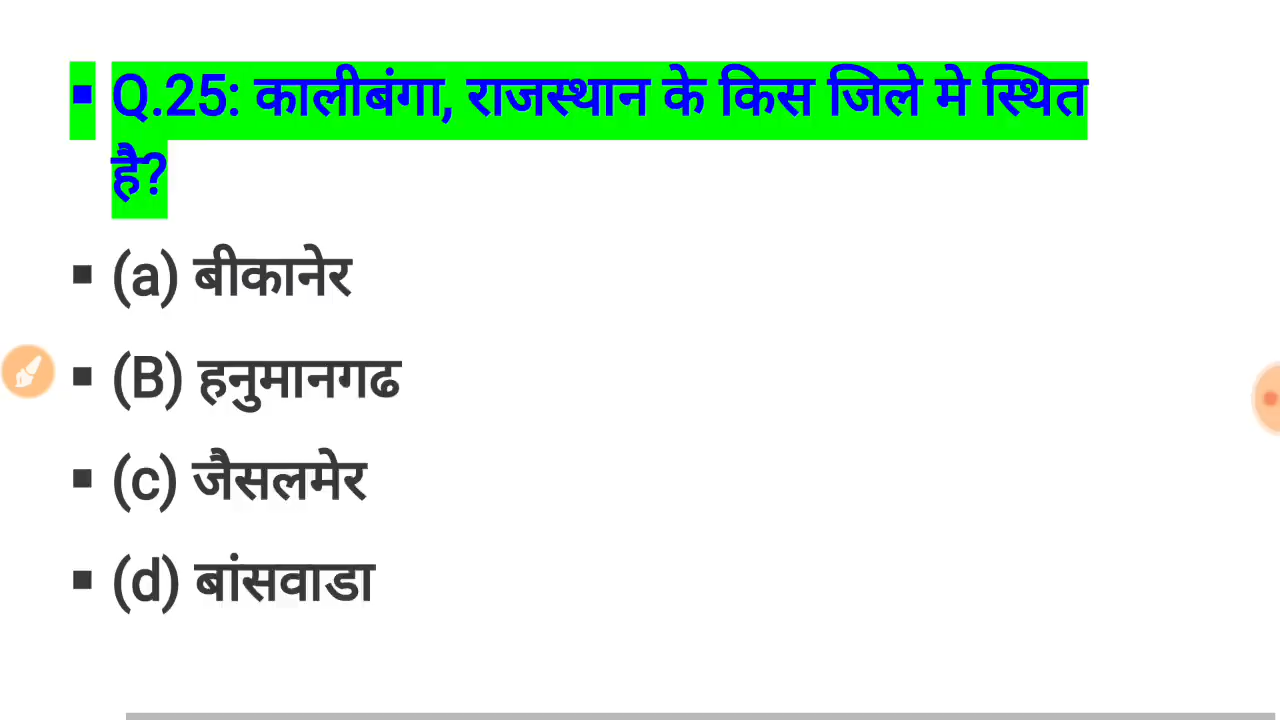 ▪ Q.25: कालीबंगा, राजस्थान के किस जिले मे स्थित
है?
▪ (a) बीकानेर
▪ (B) हनुमानगढ
▪ (c) जैसलमेर
▪ (d) बांसवाडा